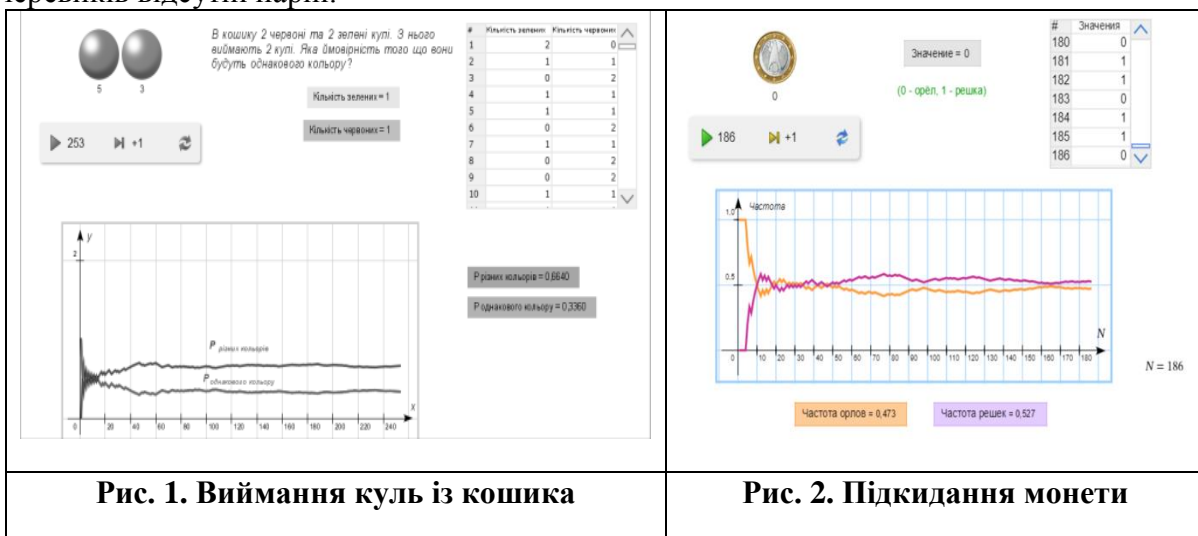 В кошику 2 червоні та 2 зелені кулі. З нього
виймають 2 кулі. Яка ймовірність того що вони
будуть однакового кольору?
5 3
253 +1
Кількість зелених = 1
Кількість червоних = 1
# Кількість зелених Кількість червоних
1 2 0
2 1 1
3 0 2
4 1 1
5 1 1
6 0 2
7 1 1
8 0 2
9 0 2
10 1 1
y
2
P різних кольорів
P однакового кольору
x
0 20 40 60 80 100 120 140 160 180 200 220 240
P різних кольорів = 0,6640
P однакового кольору = 0,3360
0
Значение = 0
(0 - орёл, 1 - решка)
186 +1
# Значения
180 0
181 1
182 1
183 0
184 1
185 1
186 0
Частота
1,0
0,5
N
0 10 20 30 40 50 60 70 80 90 100 110 120 130 140 150 160 170 180
N = 186
Частота орлов = 0,473
Частота решек = 0,527
Рис. 1. Виймання куль із кошика
Рис. 2. Підкидання монети